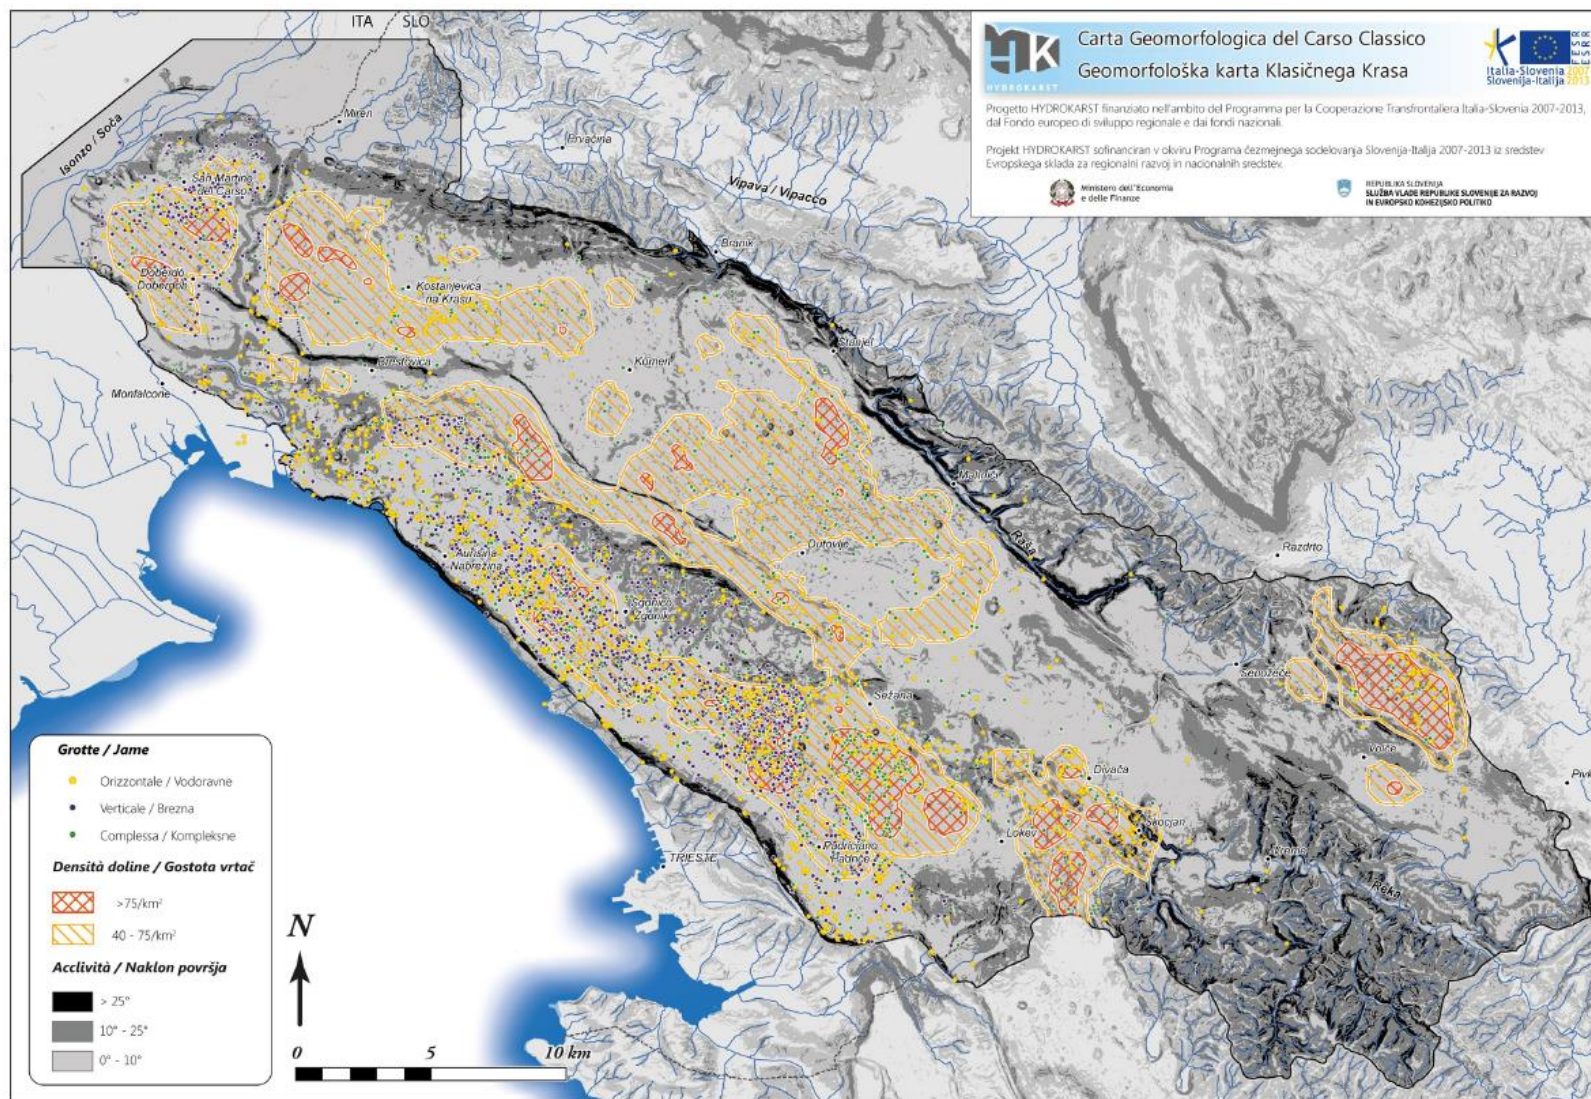 ITA SLO
Carta Geomorfologica del Carso Classico
Geomorfološka karta Klasičnega Krasa
HYDROKARST
Italia-Slovenia 2007
Slovenija-Italija 2013
Progetto HYDROKARST finanziato nell'ambito del Programma per la Cooperazione Transfrontaliera Italia-Slovenia 2007-2013,
dal Fondo europeo di sviluppo regionale e dai fondi nazionali.
Projekt HYDROKARST sofinanciran v okviru Programa čezmejnega sodelovanja Slovenija-Italija 2007-2013 iz sredstev
Evropskega sklada za regionalni razvoj in nacionalnih sredstev.
Ministero dell'Economia
e delle Finanze
REPUBLIKA SLOVENIJA
SLUŽBA VLADE REPUBLIKE SLOVENIJE ZA RAZVOJ
IN EVROPSKO KOHEZIJSKO POLITIKO
Isonzo / Soča
Miren
Prvačina
San Martino
del Carso
Vipava / Vipacco
Branik
Doberdò
Doberdob
Kostanjevica
na Krasu
Brestovica
Komen
Štanjel
Monfalcone
Raša
Dutovlje
Razdrto
Aurisina
Nabrežina
Sgonico
Zgonik
Senožeče
Sežana
Divača
Volče
Lokev
Škocjan
TRIESTE
Padriciano
Padriče
Vreme
Reka
Grotte / Jame
Orizzontale / Vodoravne
Verticale / Brezna
Complessa / Kompleksne
Densità doline / Gostota vrtač
>75/km²
40 - 75/km²
Acclività / Naklon površja
> 25°
10° - 25°
0° - 10°
N
0 5 10 km